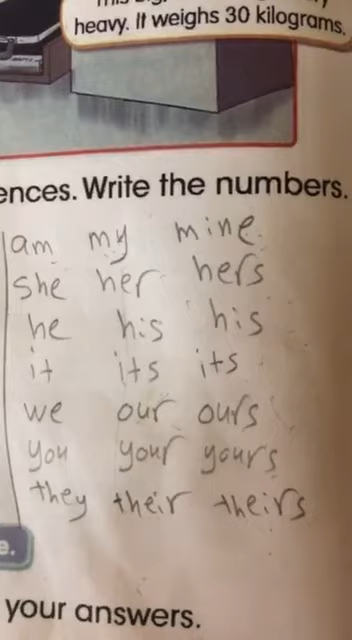 heavy. It weighs 30 kilograms.
ences. Write the numbers.
am my mine
she her hers
he his his
it its its
we our ours
you your yours
they their theirs
e.
your answers.